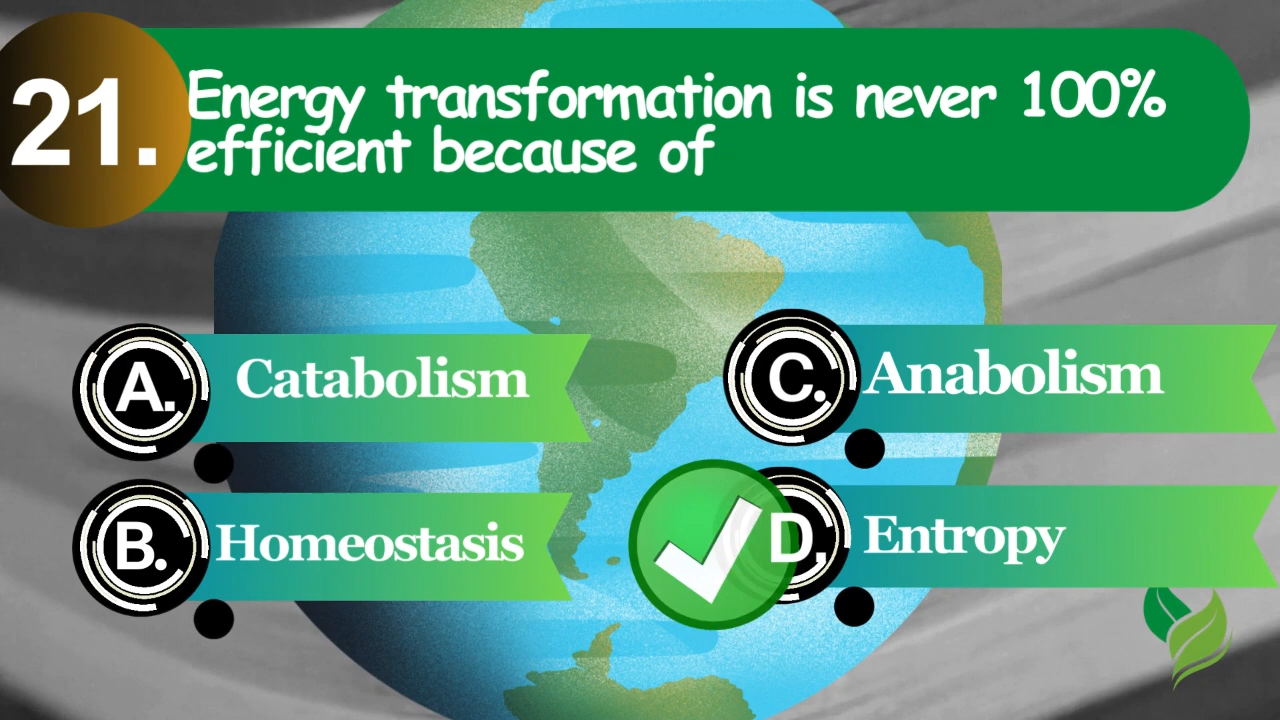 21.
Energy transformation is never 100%
efficient because of
A. Catabolism
B. Homeostasis
C. Anabolism
D. Entropy